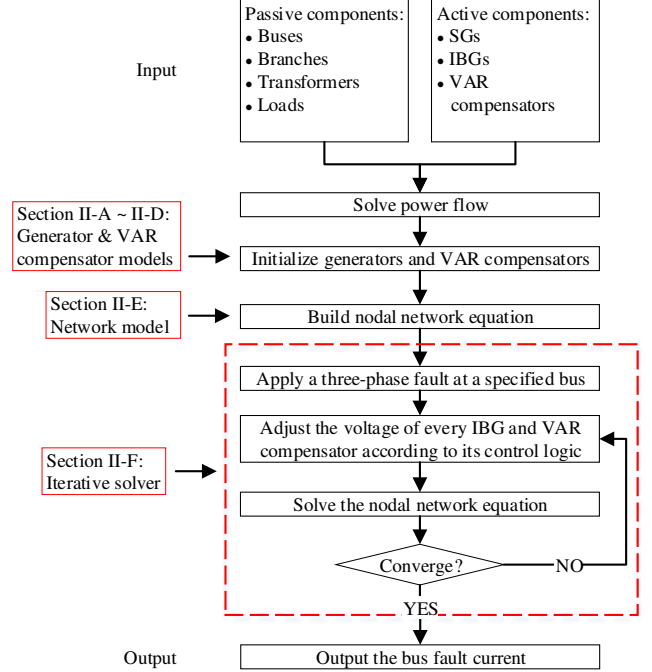 Passive components:
• Buses
• Branches
• Transformers
• Loads
Active components:
• SGs
• IBGs
• VAR
compensators
Input
Solve power flow
Section II-A ~ II-D:
Generator & VAR
compensator models
Initialize generators and VAR compensators
Section II-E:
Network model
Build nodal network equation
Apply a three-phase fault at a specified bus
Adjust the voltage of every IBG and VAR
compensator according to its control logic
Section II-F:
Iterative solver
Solve the nodal network equation
Converge?
NO
YES
Output
Output the bus fault current